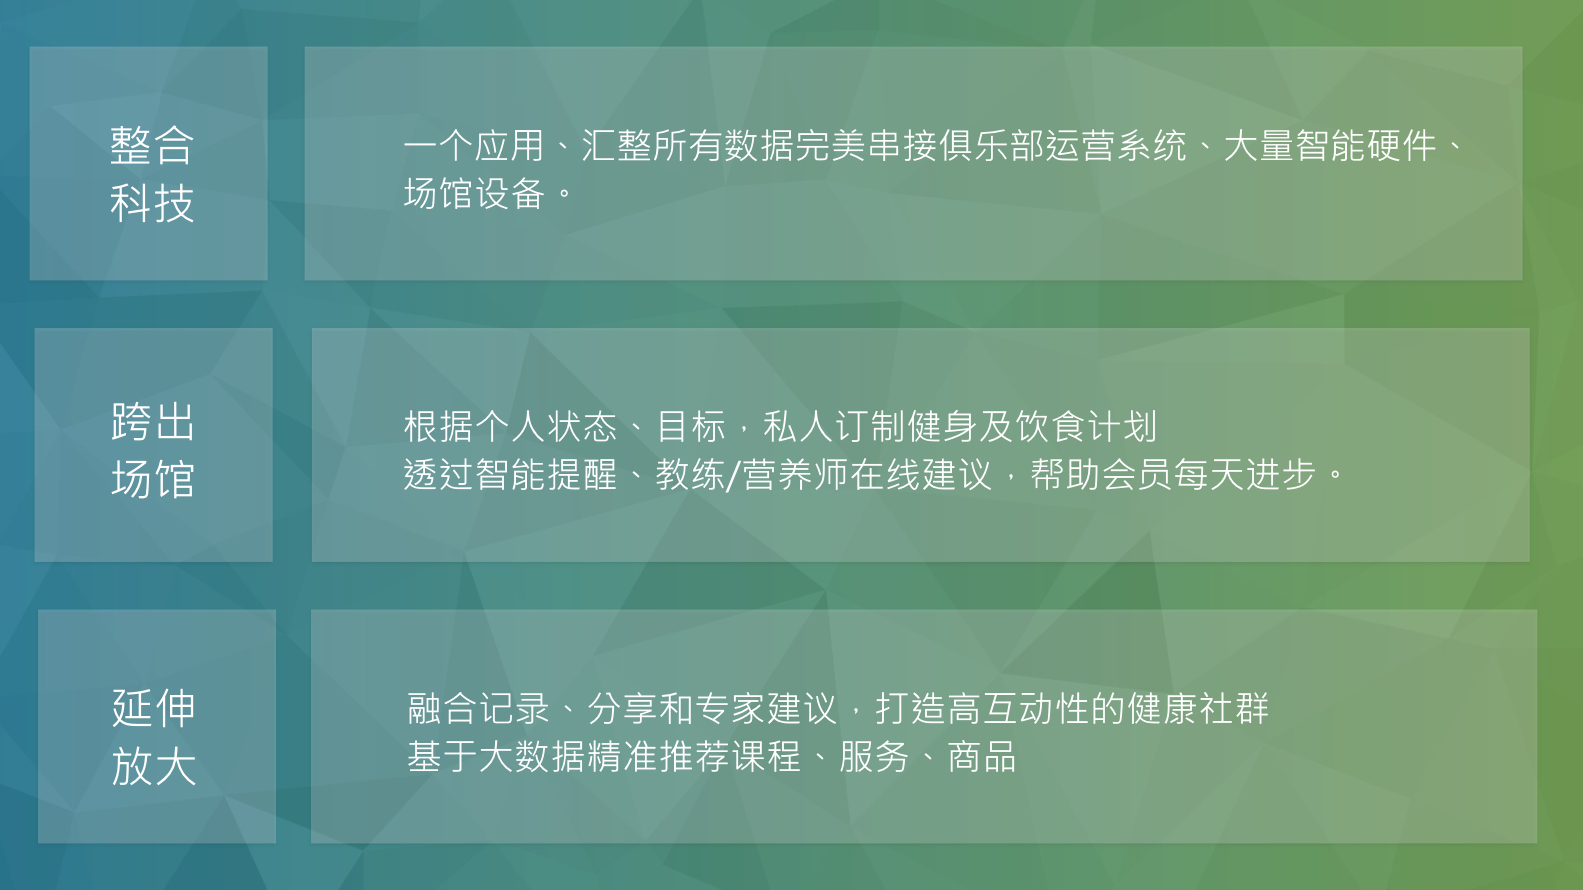 整合
科技
一个应用、汇整所有数据完美串接俱乐部运营系统、大量智能硬件、
场馆设备。
跨出
场馆
根据个人状态、目标，私人订制健身及饮食计划
透过智能提醒、教练/营养师在线建议，帮助会员每天进步。
延伸
放大
融合记录、分享和专家建议，打造高互动性的健康社群
基于大数据精准推荐课程、服务、商品